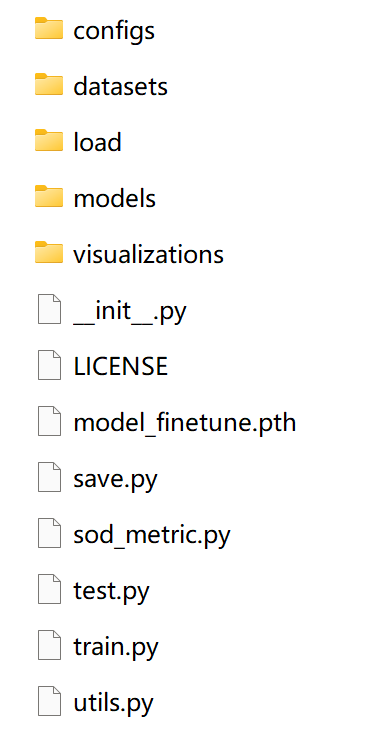 configs
datasets
load
models
visualizations
__init__.py
LICENSE
model_finetune.pth
save.py
sod_metric.py
test.py
train.py
utils.py